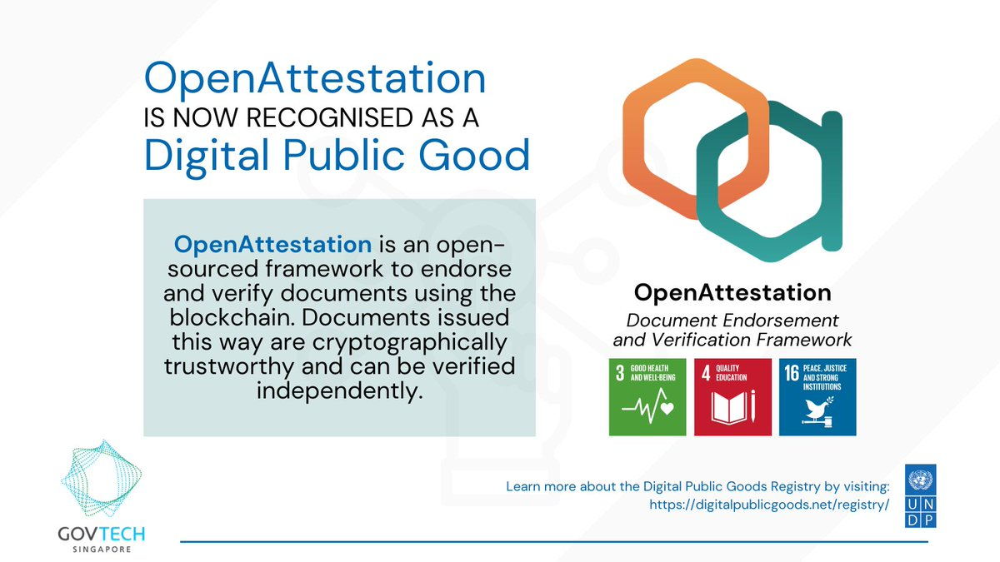 OpenAttestation
IS NOW RECOGNISED AS A
Digital Public Good
OpenAttestation is an open-
sourced framework to endorse
and verify documents using the
blockchain. Documents issued
this way are cryptographically
trustworthy and can be verified
independently.
OpenAttestation
Document Endorsement
and Verification Framework
3 GOOD HEALTH
AND WELL-BEING
4 QUALITY
EDUCATION
16 PEACE, JUSTICE
AND STRONG
INSTITUTIONS
GOVTECH
SINGAPORE
Learn more about the Digital Public Goods Registry by visiting:
https://digitalpublicgoods.net/registry/
U N
D P